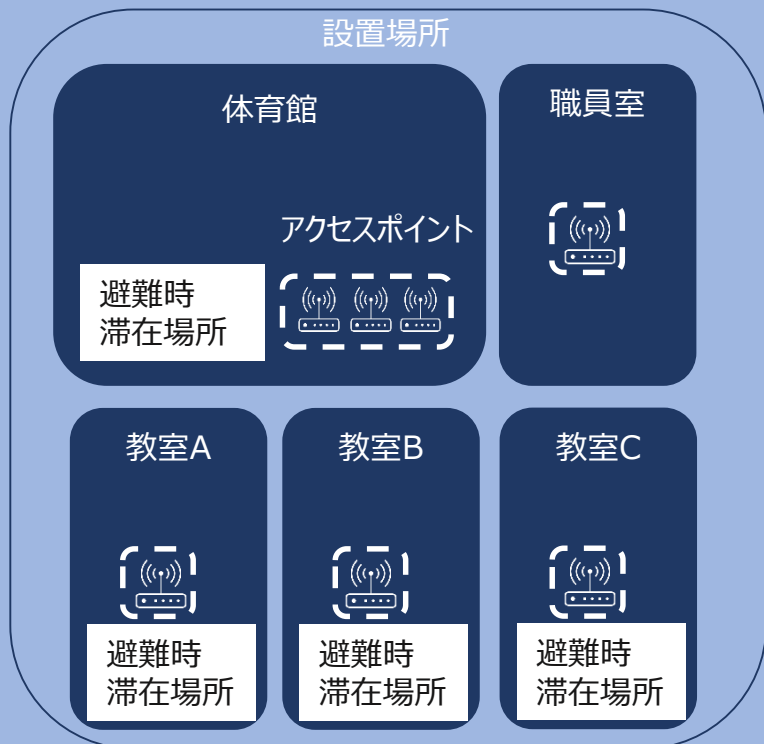 設置場所
体育館
職員室
アクセスポイント
避難時
滞在場所
教室A
教室B
教室C
避難時
滞在場所
避難時
滞在場所
避難時
滞在場所